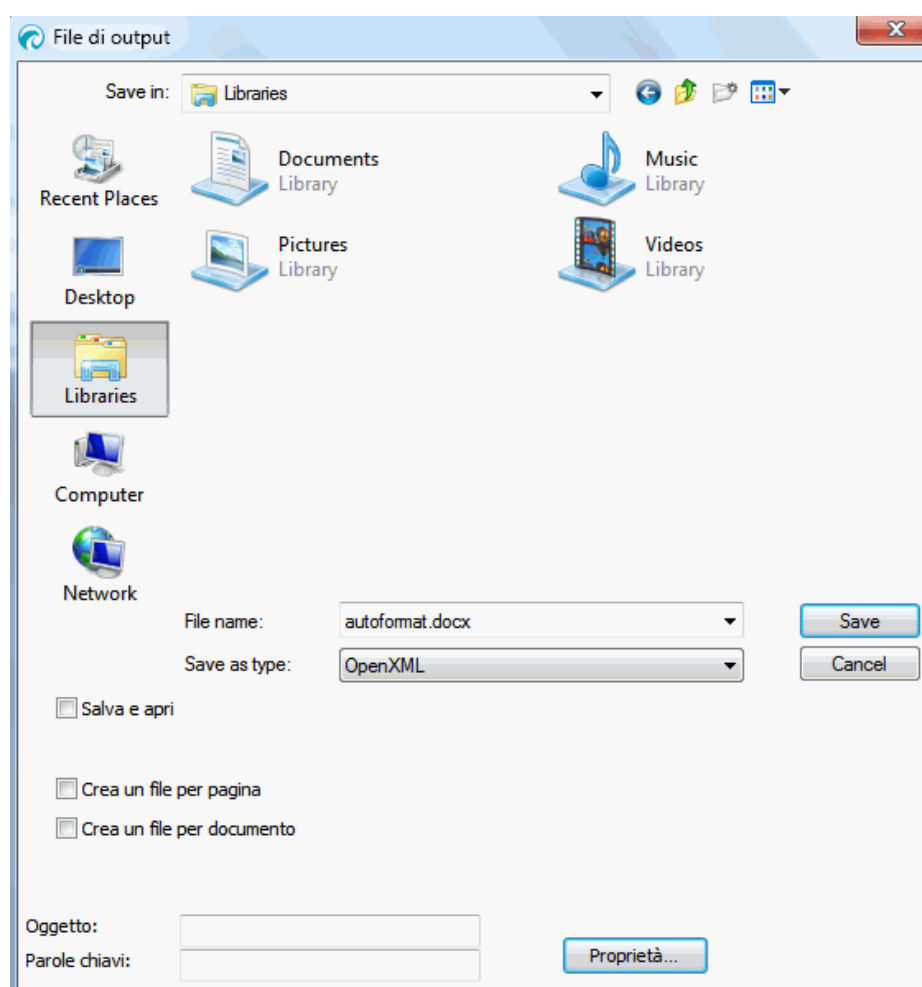 File di output
Save in: Libraries
Recent Places
Documents
Library
Music
Library
Pictures
Library
Videos
Library
Desktop
Libraries
Computer
Network
File name: autoformat.docx Save
Save as type: OpenXML Cancel
Salva e apri
Crea un file per pagina
Crea un file per documento
Oggetto:
Parole chiavi: Proprietà...